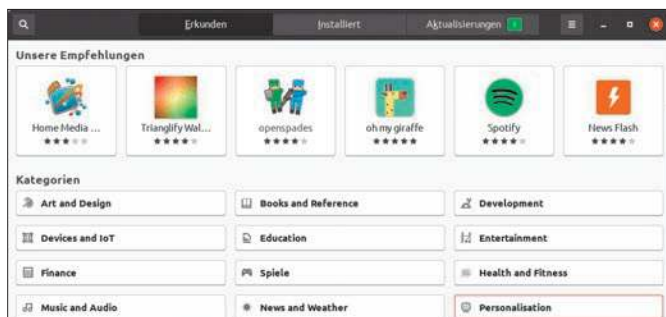 Erkunden Installiert Aktualisierungen
Unsere Empfehlungen
Home Media ... Trianglify Wal... openspades oh my giraffe Spotify News Flash
Kategorien
Art and Design Books and Reference Development
Devices and IoT Education Entertainment
Finance Spiele Health and Fitness
Music and Audio News and Weather Personalisation